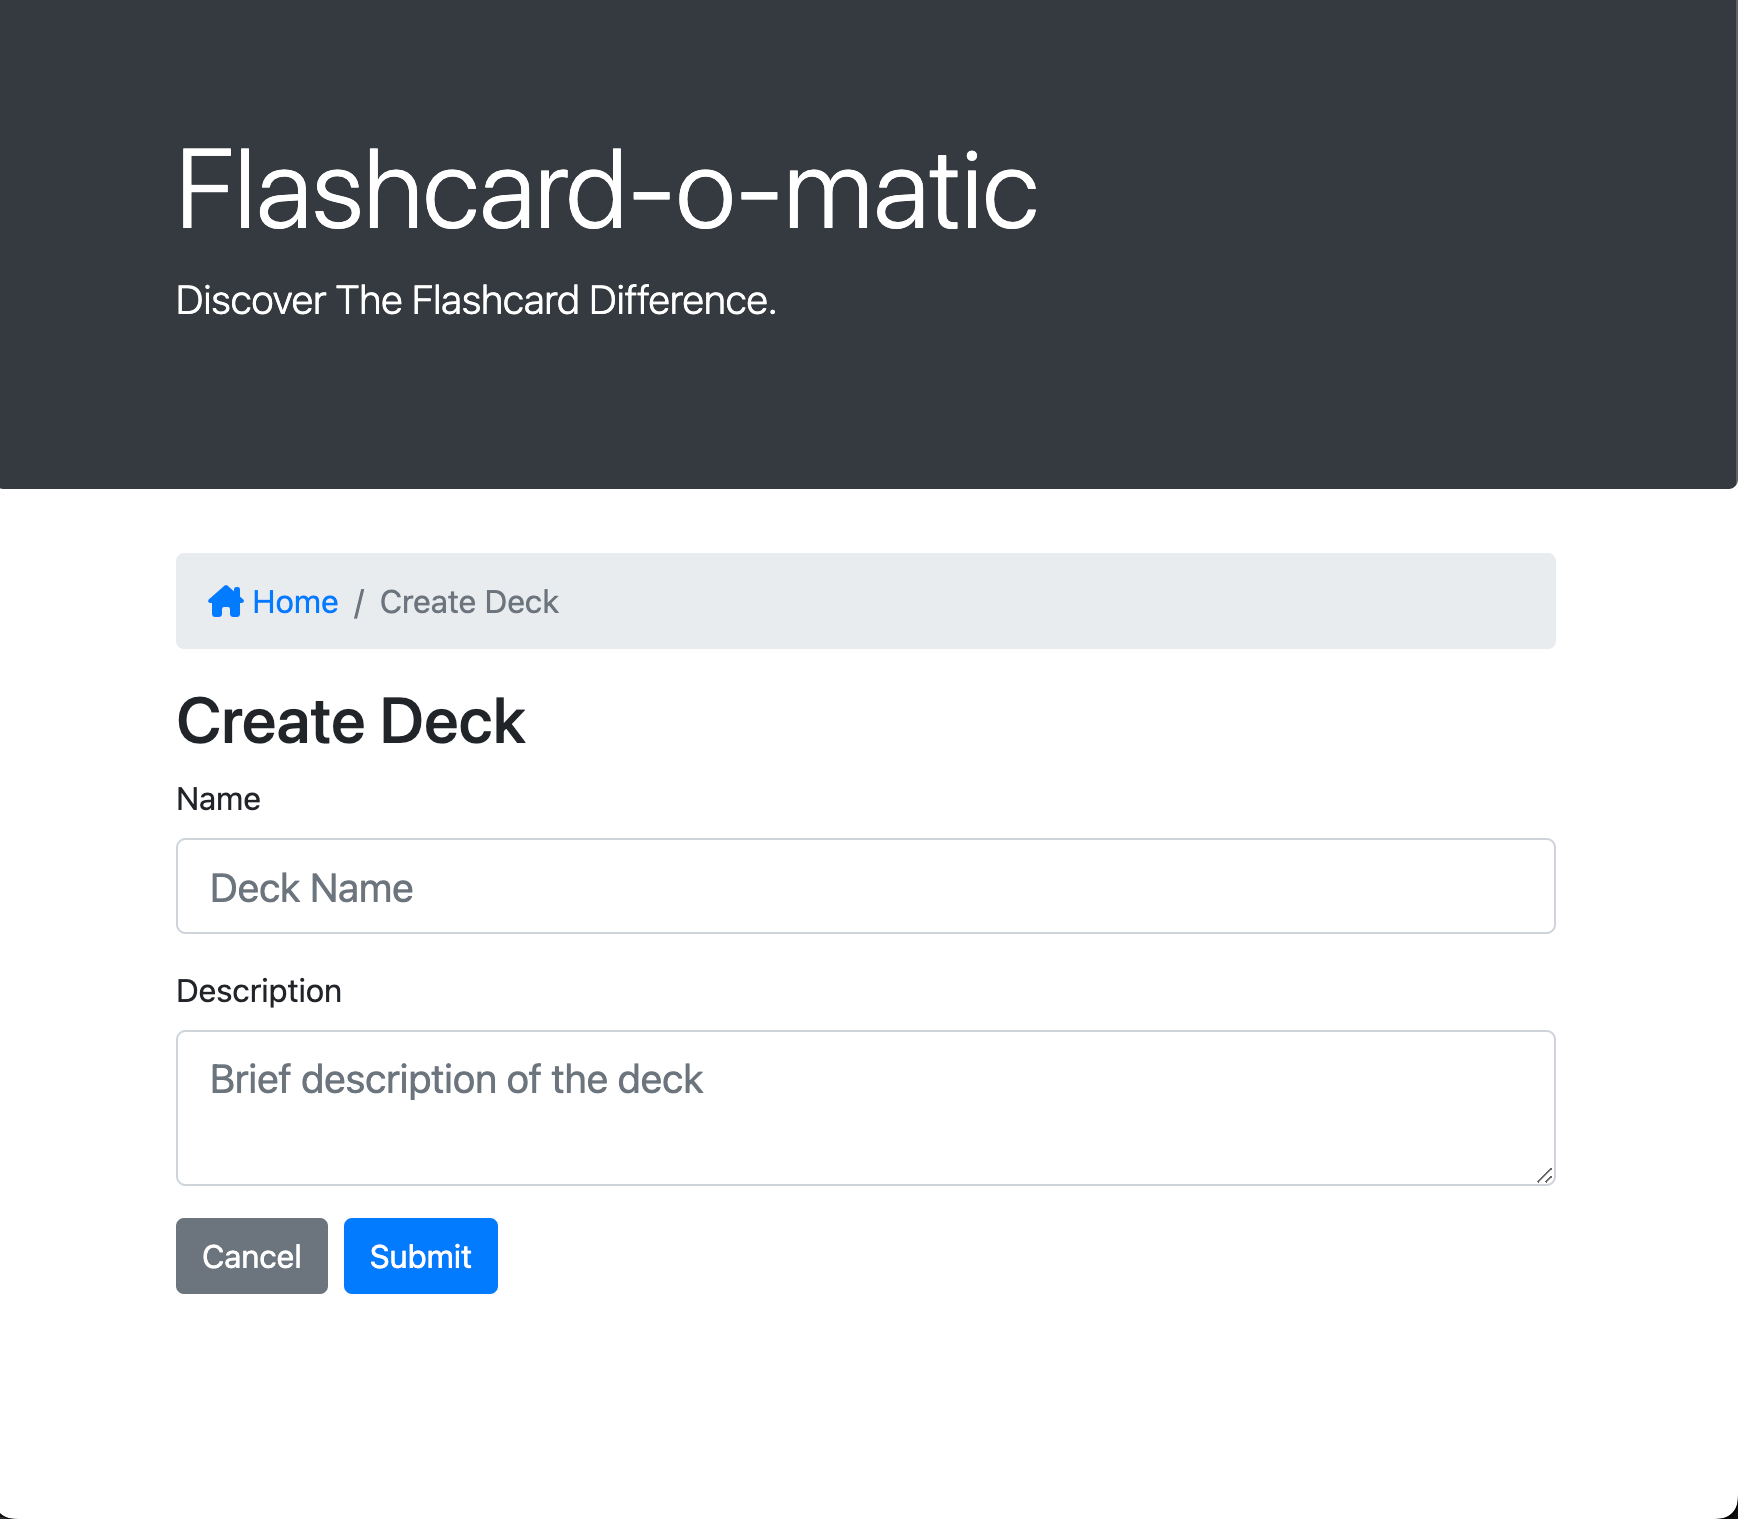 Flashcard-o-matic
Discover The Flashcard Difference.
Home / Create Deck
Create Deck
Name
Deck Name
Description
Brief description of the deck
Cancel Submit